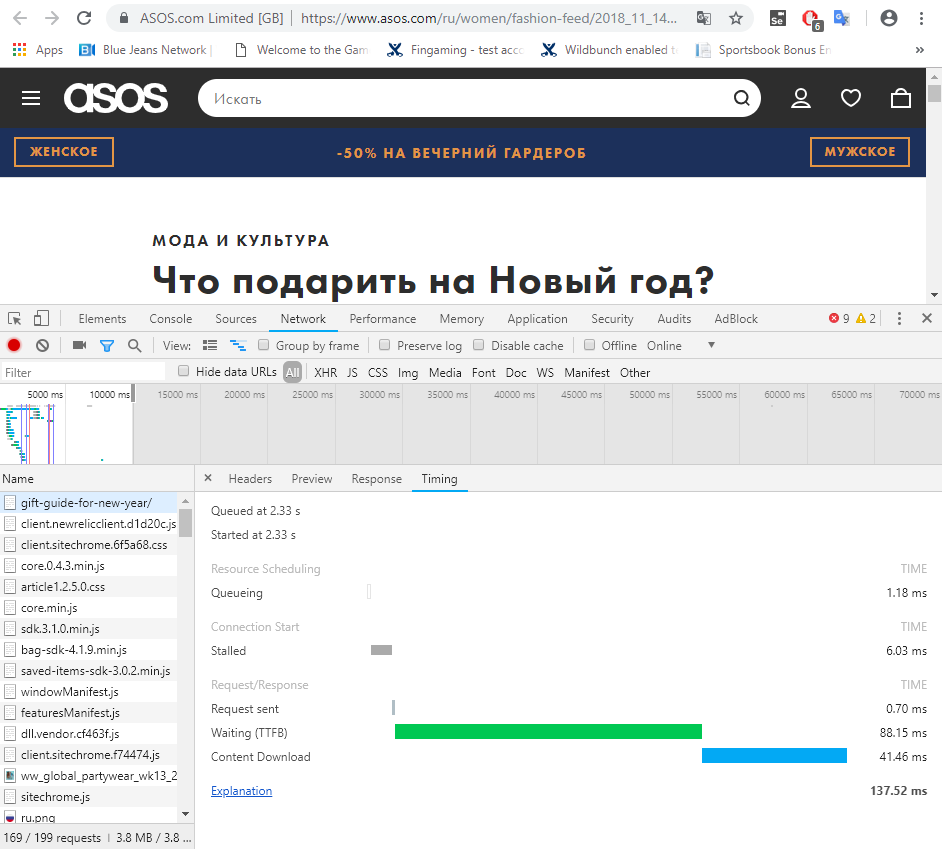 ASOS.com Limited [GB] | https://www.asos.com/ru/women/fashion-feed/2018_11_14...
6
Apps Blue Jeans Network | Welcome to the Gam Fingaming - test acco Wildbunch enabled t Sportsbook Bonus En »
asos Искать
ЖЕНСКОЕ -50% НА ВЕЧЕРНИЙ ГАРДЕРОБ МУЖСКОЕ
МОДА И КУЛЬТУРА
Что подарить на Новый год?
Elements Console Sources Network Performance Memory Application Security Audits AdBlock 9 2
View: Group by frame Preserve log Disable cache Offline Online
Filter Hide data URLs All XHR JS CSS Img Media Font Doc WS Manifest Other
5000 ms 10000 ms 15000 ms 20000 ms 25000 ms 30000 ms 35000 ms 40000 ms 45000 ms 50000 ms 55000 ms 60000 ms 65000 ms 70000 ms
Name Headers Preview Response Timing
gift-guide-for-new-year/
client.newrelicclient.d1d20c.js
client.sitechrome.6f5a68.css
core.0.4.3.min.js
article1.2.5.0.css
core.min.js
sdk.3.1.0.min.js
bag-sdk-4.1.9.min.js
saved-items-sdk-3.0.2.min.js
windowManifest.js
featuresManifest.js
dll.vendor.cf463f.js
client.sitechrome.f74474.js
ww_global_partywear_wk13_2
sitechrome.js
ru.png
169 / 199 requests | 3.8 MB / 3.8 ...
Queued at 2.33 s
Started at 2.33 s
Resource Scheduling TIME
Queueing 1.18 ms
Connection Start TIME
Stalled 6.03 ms
Request/Response TIME
Request sent 0.70 ms
Waiting (TTFB) 88.15 ms
Content Download 41.46 ms
Explanation 137.52 ms